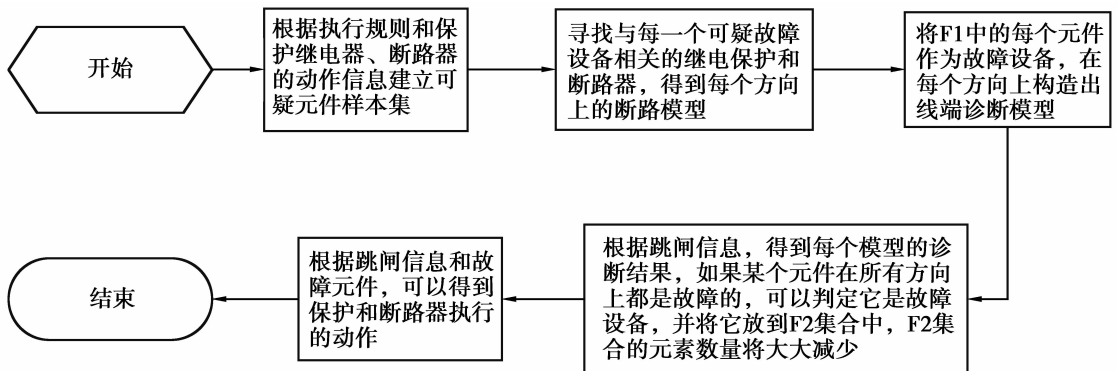 开始
根据执行规则和保
护继电器、断路器
的动作信息建立可
疑元件样本集
寻找与每一个可疑故障
设备相关的继电保护和
断路器，得到每个方向
上的断路模型
将F1中的每个元件
作为故障设备，在
每个方向上构造出
线端诊断模型
根据跳闸信息，得到每个模型的诊
断结果，如果某个元件在所有方向
上都是故障的，可以判定它是故障
设备，并将它放到F2集合中，F2集
合的元素数量将大大减少
根据跳闸信息和故
障元件，可以得到
保护和断路器执行
的动作
结束